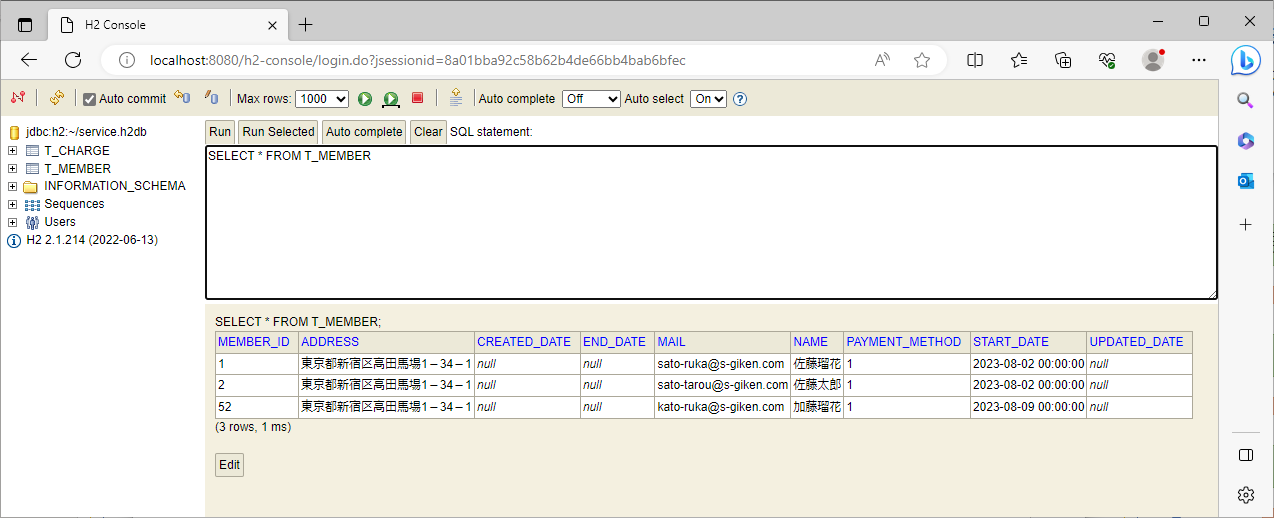 H2 Console
localhost:8080/h2-console/login.do?jsessionid=8a01bba92c58b62b4de66bb4bab6bfec
Auto commit Max rows: 1000 Auto complete Off Auto select On
jdbc:h2:~/service.h2db
T_CHARGE
T_MEMBER
INFORMATION_SCHEMA
Sequences
Users
H2 2.1.214 (2022-06-13)
Run Run Selected Auto complete Clear SQL statement:
SELECT * FROM T_MEMBER
SELECT * FROM T_MEMBER;
MEMBER_ID ADDRESS CREATED_DATE END_DATE MAIL NAME PAYMENT_METHOD START_DATE UPDATED_DATE
1 東京都新宿区高田馬場1－34－1 null null sato-ruka@s-giken.com 佐藤瑠花 1 2023-08-02 00:00:00 null
2 東京都新宿区高田馬場1－34－1 null null sato-tarou@s-giken.com 佐藤太郎 1 2023-08-02 00:00:00 null
52 東京都新宿区高田馬場1－34－1 null null kato-ruka@s-giken.com 加藤瑠花 1 2023-08-09 00:00:00 null
(3 rows, 1 ms)
Edit